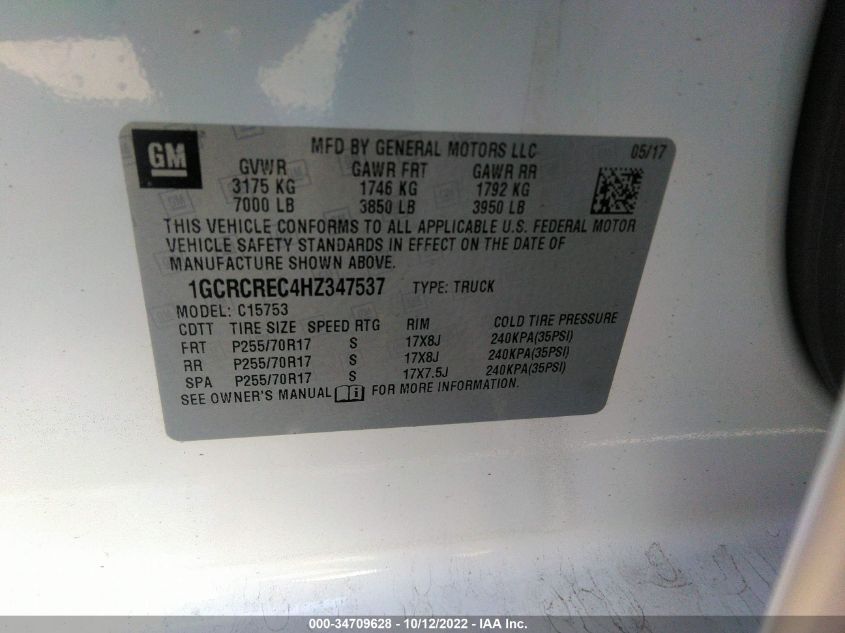 GM
MFD BY GENERAL MOTORS LLC 05/17
GVWR GAWR FRT GAWR RR
3175 KG 1746 KG 1792 KG
7000 LB 3850 LB 3950 LB
THIS VEHICLE CONFORMS TO ALL APPLICABLE U.S. FEDERAL MOTOR
VEHICLE SAFETY STANDARDS IN EFFECT ON THE DATE OF
MANUFACTURE SHOWN ABOVE.
1GCRCREC4HZ347537 TYPE: TRUCK
MODEL: C15753
CDTT TIRE SIZE SPEED RTG RIM COLD TIRE PRESSURE
FRT P255/70R17 S 17X8J 240KPA(35PSI)
RR P255/70R17 S 17X8J 240KPA(35PSI)
SPA P255/70R17 S 17X7.5J 240KPA(35PSI)
SEE OWNER'S MANUAL FOR MORE INFORMATION.
000-34709628 - 10/12/2022 - IAA Inc.